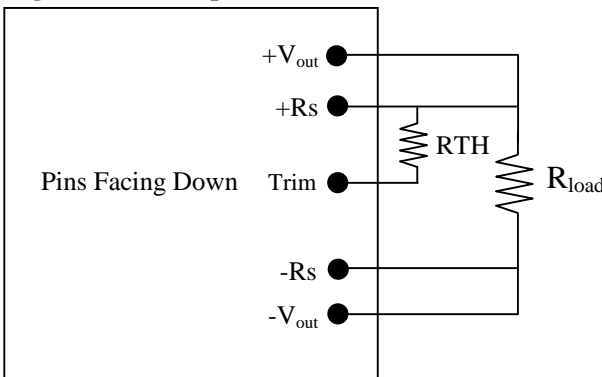 +Vout
+Rs
RTH
Pins Facing Down Trim
Rload
-Rs
-Vout